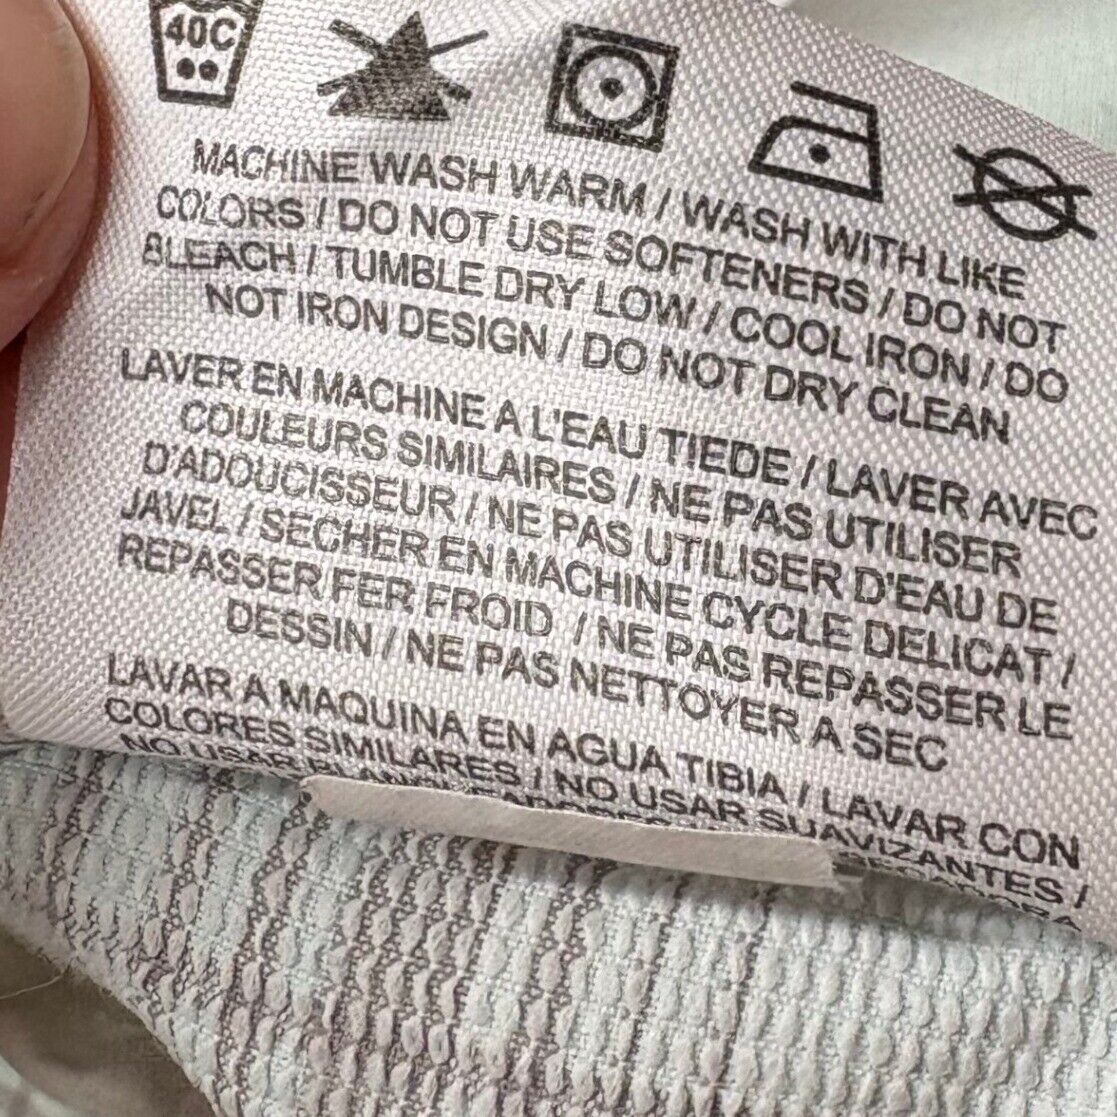 40C
MACHINE WASH WARM / WASH WITH LIKE
COLORS / DO NOT USE SOFTENERS / DO NOT
BLEACH / TUMBLE DRY LOW / COOL IRON / DO
NOT IRON DESIGN / DO NOT DRY CLEAN
LAVER EN MACHINE A L'EAU TIEDE / LAVER AVEC
COULEURS SIMILAIRES / NE PAS UTILISER
D'ADOUCISSEUR / NE PAS UTILISER D'EAU DE
JAVEL / SECHER EN MACHINE CYCLE DELICAT /
REPASSER FER FROID / NE PAS REPASSER LE
DESSIN / NE PAS NETTOYER A SEC
LAVAR A MAQUINA EN AGUA TIBIA / LAVAR CON
COLORES SIMILARES / NO USAR SUAVIZANTES /
NO USAR